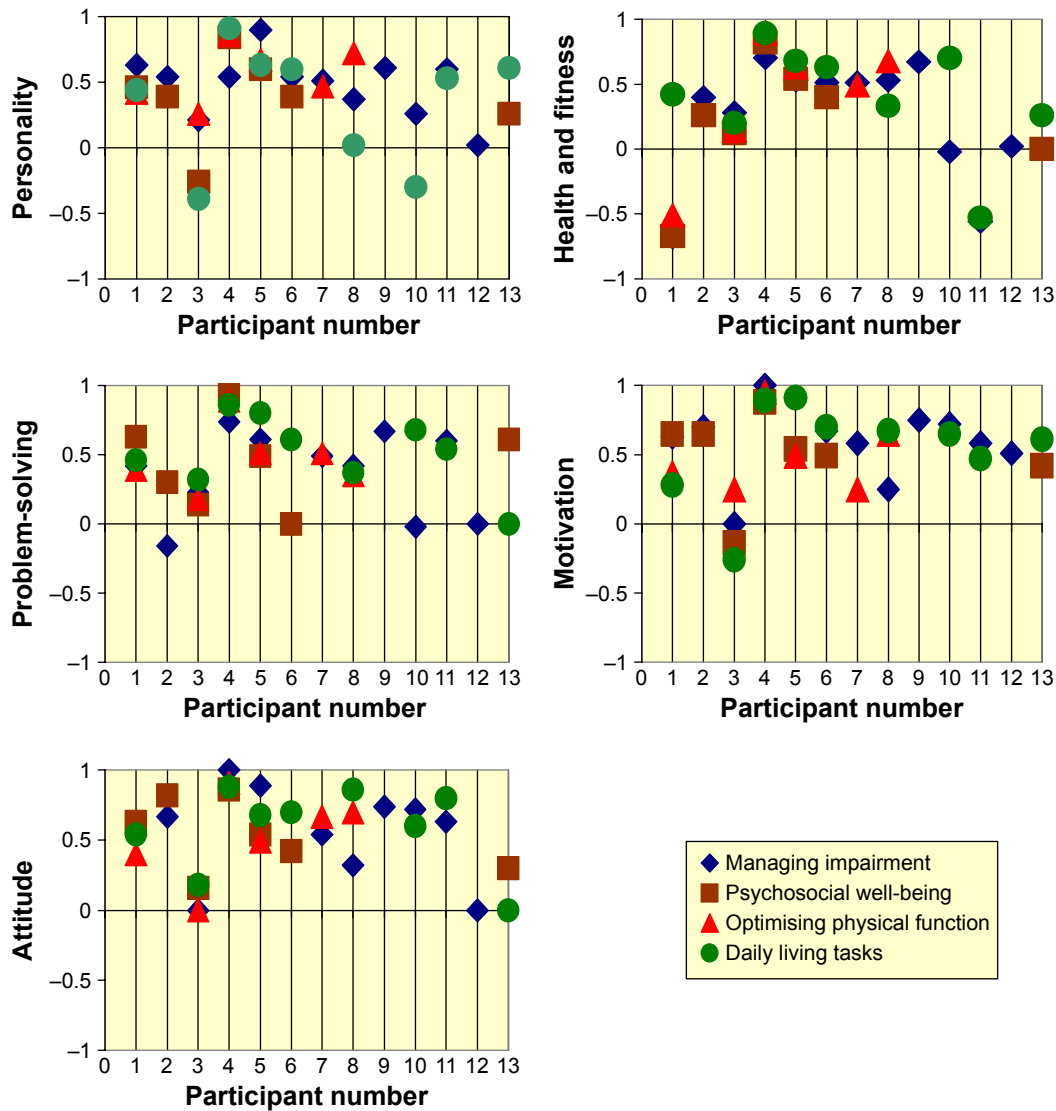 Personality
1
0.5
0
–0.5
–1
0 1 2 3 4 5 6 7 8 9 10 11 12 13
Participant number
Health and fitness
1
0.5
0
–0.5
–1
0 1 2 3 4 5 6 7 8 9 10 11 12 13
Participant number
Problem-solving
1
0.5
0
–0.5
–1
0 1 2 3 4 5 6 7 8 9 10 11 12 13
Participant number
Motivation
1
0.5
0
–0.5
–1
0 1 2 3 4 5 6 7 8 9 10 11 12 13
Participant number
Attitude
1
0.5
0
–0.5
–1
0 1 2 3 4 5 6 7 8 9 10 11 12 13
Participant number
Managing impairment
Psychosocial well-being
Optimising physical function
Daily living tasks